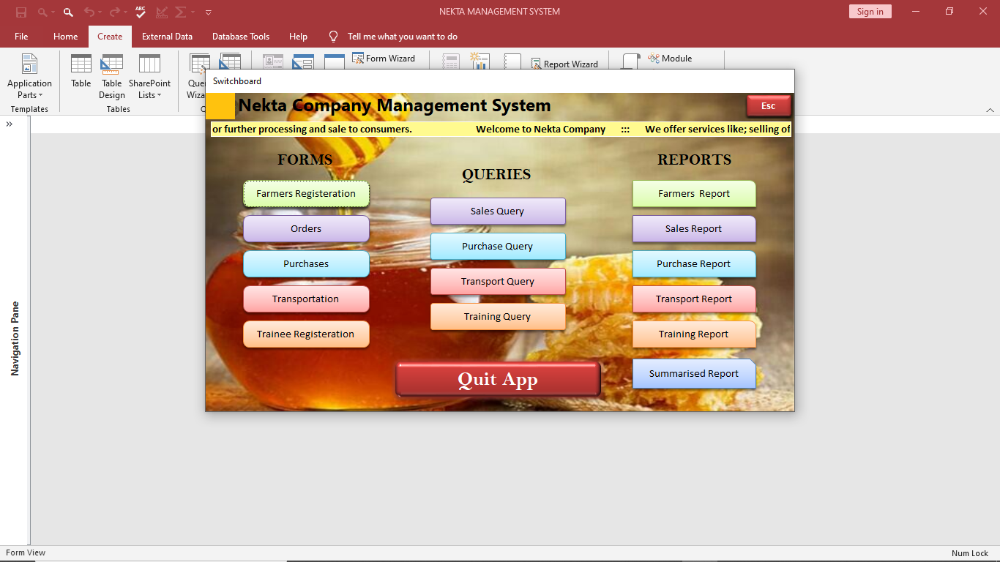 ABC
NEKTA MANAGEMENT SYSTEM
Sign in
File Home Create External Data Database Tools Help Tell me what you want to do
Application Parts
Table
Table Design
SharePoint Lists
Form Wizard
Report Wizard
Module
Templates
Tables
Switchboard
Nekta Company Management System
Esc
or further processing and sale to consumers. Welcome to Nekta Company ::: We offer services like; selling of
FORMS
Farmers Registeration
Orders
Purchases
Transportation
Trainee Registeration
QUERIES
Sales Query
Purchase Query
Transport Query
Training Query
REPORTS
Farmers Report
Sales Report
Purchase Report
Transport Report
Training Report
Summarised Report
Quit App
Navigation Pane
Form View
Num Lock